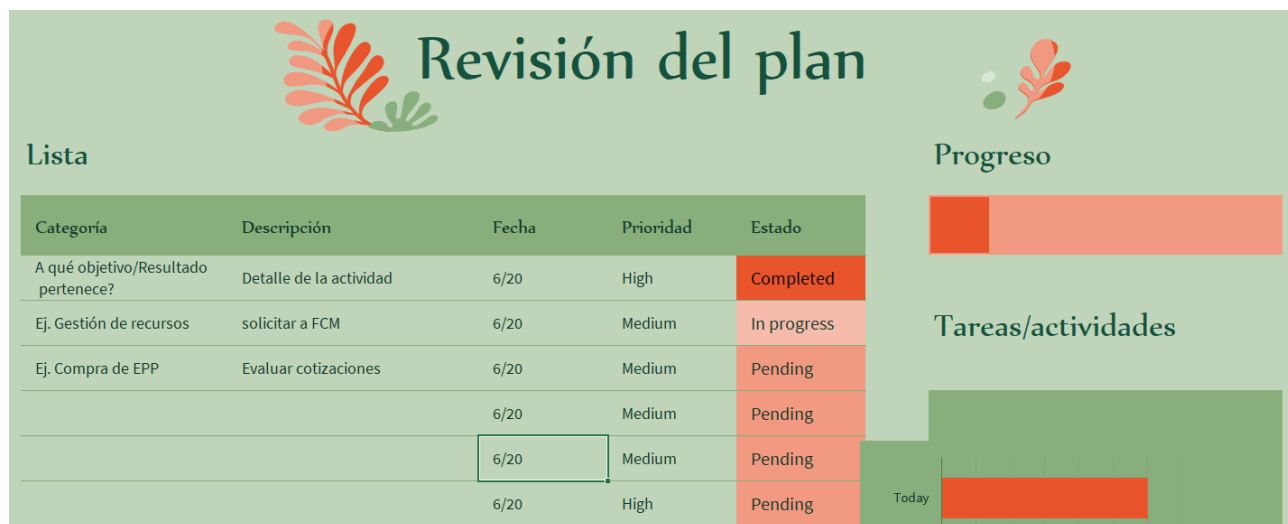 Revisión del plan
Lista
Progreso
Categoría Descripción Fecha Prioridad Estado
A qué objetivo/Resultado
pertenece?
Detalle de la actividad 6/20 High Completed
Ej. Gestión de recursos solicitar a FCM 6/20 Medium In progress
Tareas/actividades
Ej. Compra de EPP Evaluar cotizaciones 6/20 Medium Pending
6/20 Medium Pending
6/20 Medium Pending
6/20 High Pending
Today